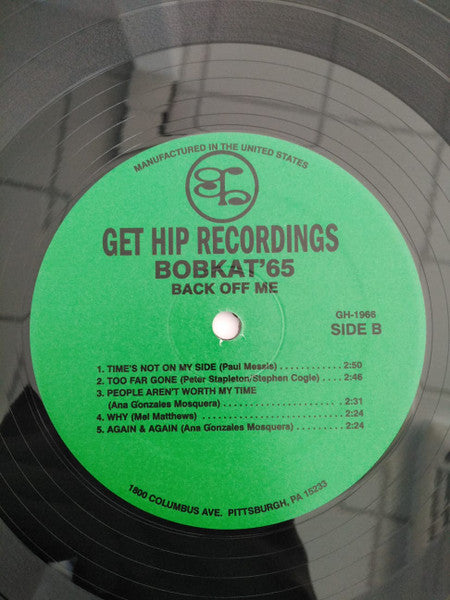 MANUFACTURED IN THE UNITED STATES
gh
GET HIP RECORDINGS
BOBKAT'65
BACK OFF ME
GH-1966
SIDE B
1. TIME'S NOT ON MY SIDE (Paul Messis) . . . . . . . . . . . 2:50
2. TOO FAR GONE (Peter Stapleton/Stephen Cogle) . . . . 2:46
3. PEOPLE AREN'T WORTH MY TIME
(Ana Gonzales Mosquera) . . . . . . . . . . . . . . . . . . . . . . . 2:31
4. WHY (Mel Matthews) . . . . . . . . . . . . . . . . . . . . . . . . . 2:24
5. AGAIN & AGAIN (Ana Gonzales Mosquera) . . . . . . . . 2:24
1800 COLUMBUS AVE. PITTSBURGH, PA 15233